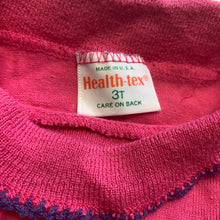 MADE IN U.S.A.
Health-tex®
3T
CARE ON BACK